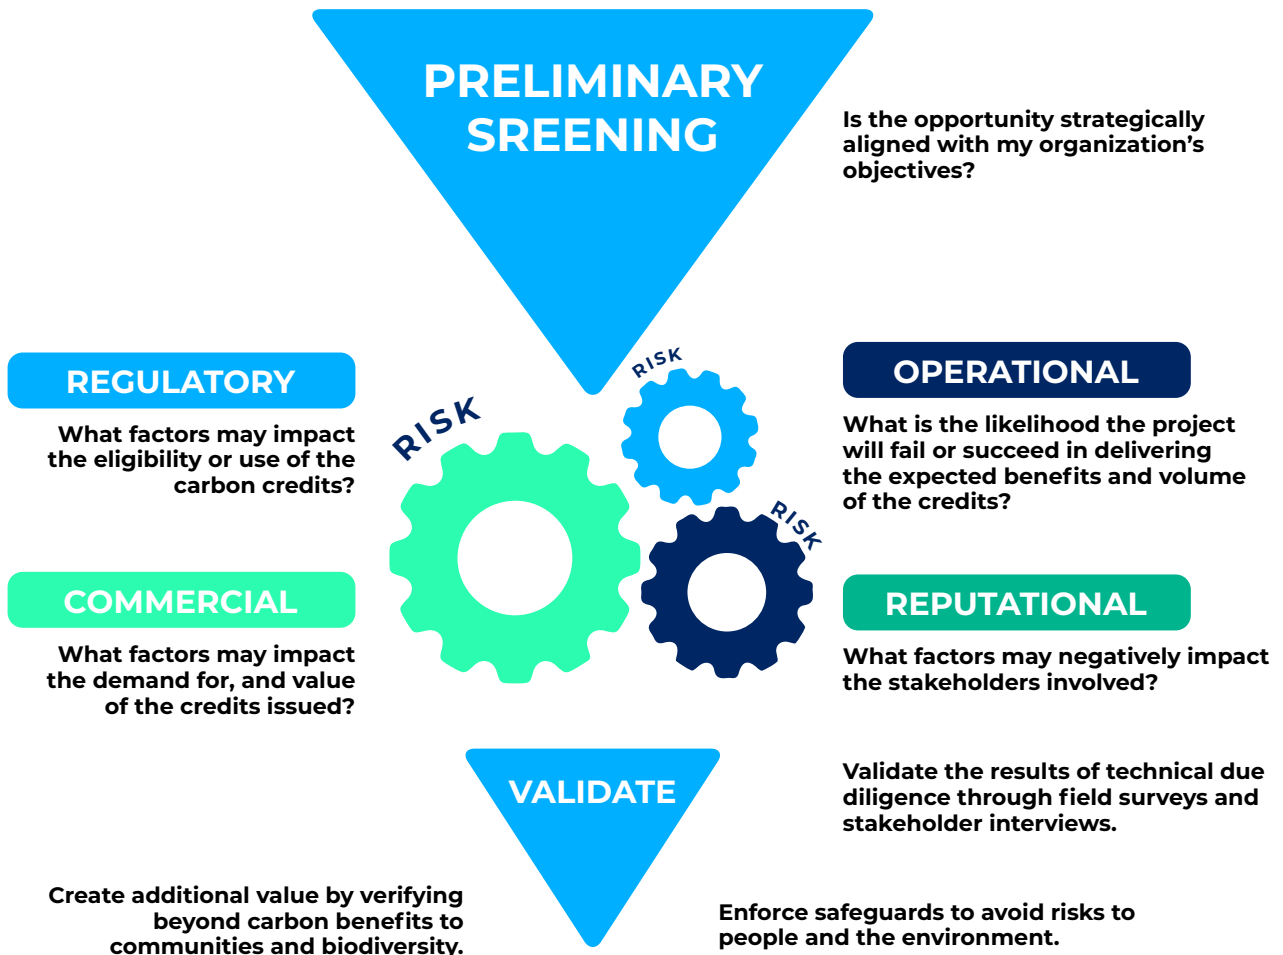 PRELIMINARY
SREENING
Is the opportunity strategically
aligned with my organization’s
objectives?
REGULATORY
What factors may impact
the eligibility or use of the
carbon credits?
RISK
RISK
RISK
OPERATIONAL
What is the likelihood the project
will fail or succeed in delivering
the expected benefits and volume
of the credits?
COMMERCIAL
What factors may impact
the demand for, and value
of the credits issued?
REPUTATIONAL
What factors may negatively impact
the stakeholders involved?
VALIDATE
Validate the results of technical due
diligence through field surveys and
stakeholder interviews.
Create additional value by verifying
beyond carbon benefits to
communities and biodiversity.
Enforce safeguards to avoid risks to
people and the environment.